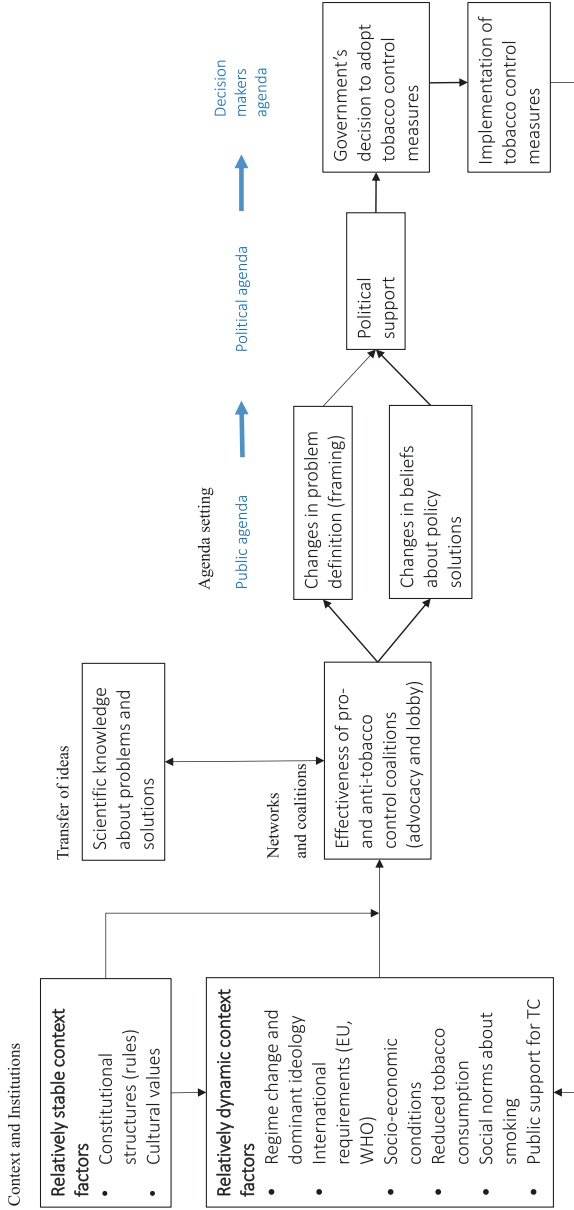 Context and Institutions
Relatively stable context
factors
• Constitutional
structures (rules)
• Cultural values
Relatively dynamic context
factors
• Regime change and
dominant ideology
• International
requirements (EU,
WHO)
• Socio-economic
conditions
• Reduced tobacco
consumption
• Social norms about
smoking
• Public support for TC
Transfer of ideas
Scientific knowledge
about problems and
solutions
Networks
and coalitions
Effectiveness of pro-
and anti-tobacco
control coalitions
(advocacy and lobby)
Agenda setting
Public agenda
Political agenda
Decision
makers
agenda
Changes in problem
definition (framing)
Changes in beliefs
about policy
solutions
Political
support
Government's
decision to adopt
tobacco control
measures
Implementation of
tobacco control
measures